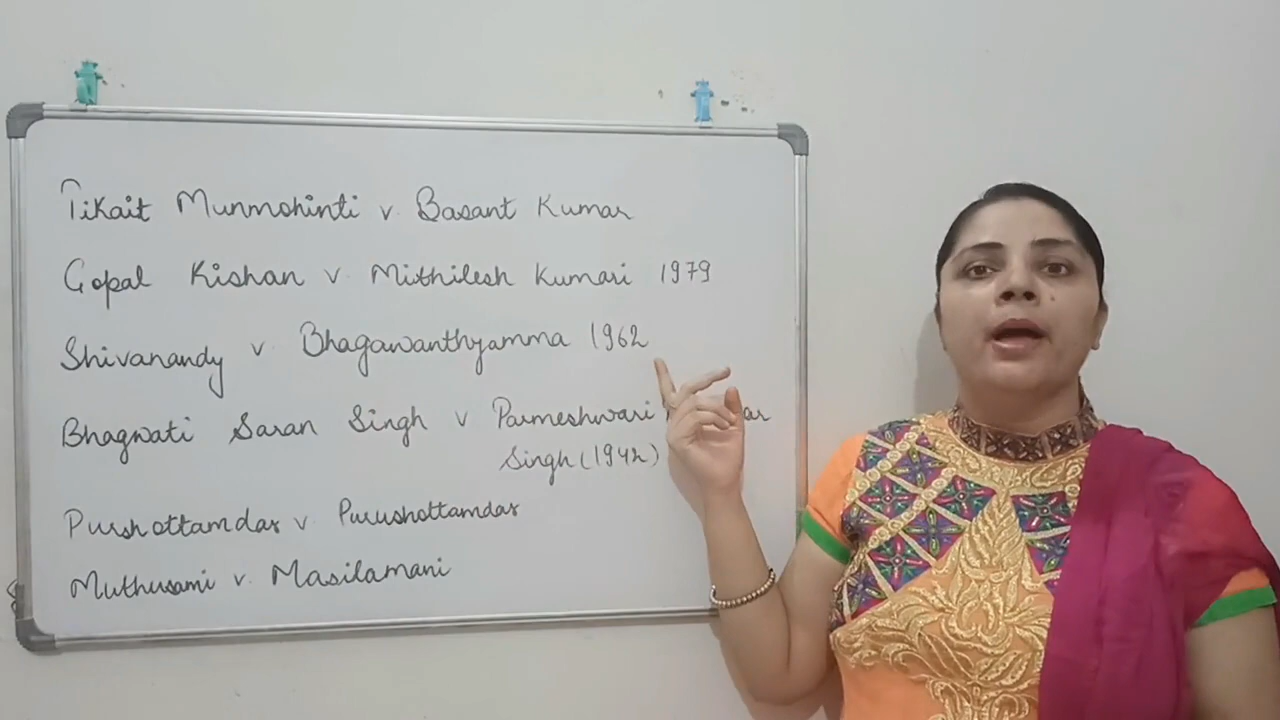 Tikait Munmohinti v. Basant Kumar
Gopal Kishan v. Mithilesh Kumari 1979
Shivanandy v Bhagawanthyamma 1962
Bhagwati Saran Singh v Parmeshwari ar
Singh (1942)
Purshottamdas v. Purushottamdas
Muthusami v. Masilamani